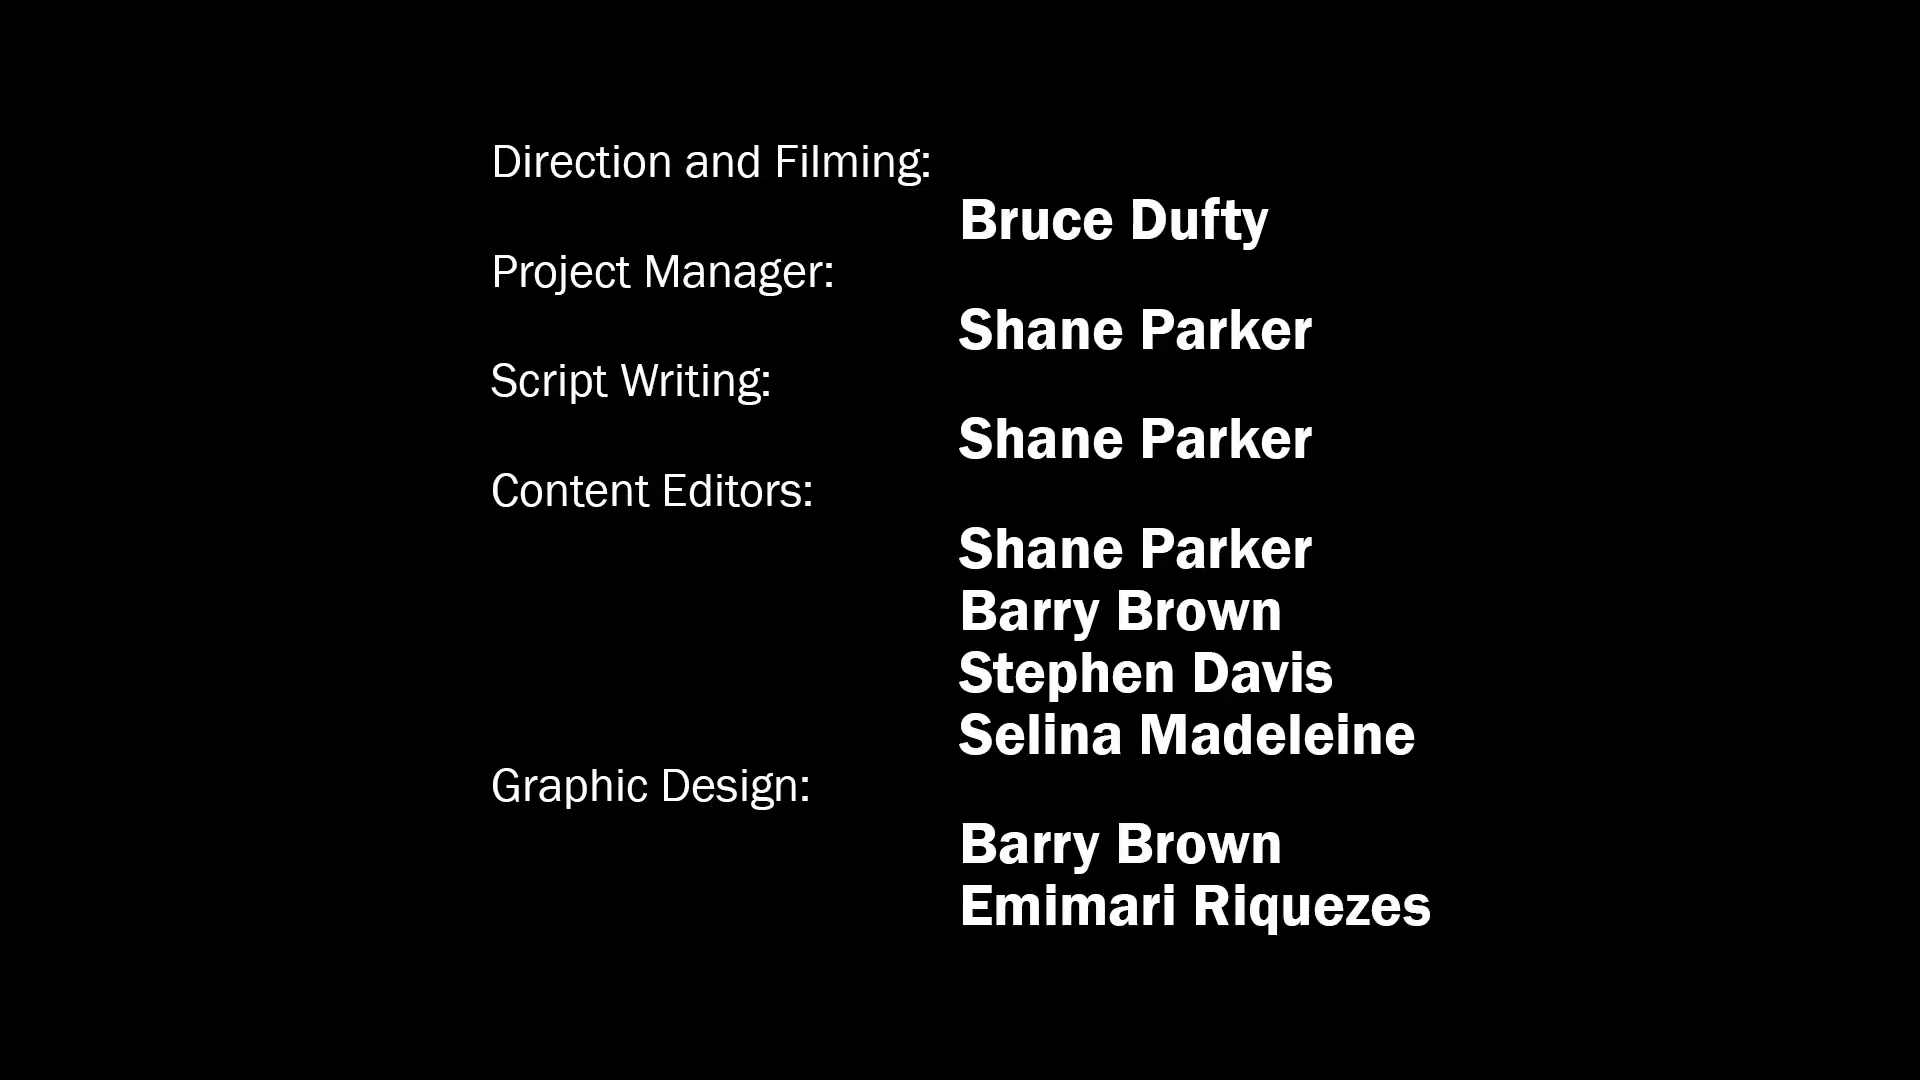 Direction and Filming:
Bruce Dufty
Project Manager:
Shane Parker
Script Writing:
Shane Parker
Content Editors:
Shane Parker
Barry Brown
Stephen Davis
Selina Madeleine
Graphic Design:
Barry Brown
Emimari Riquezes